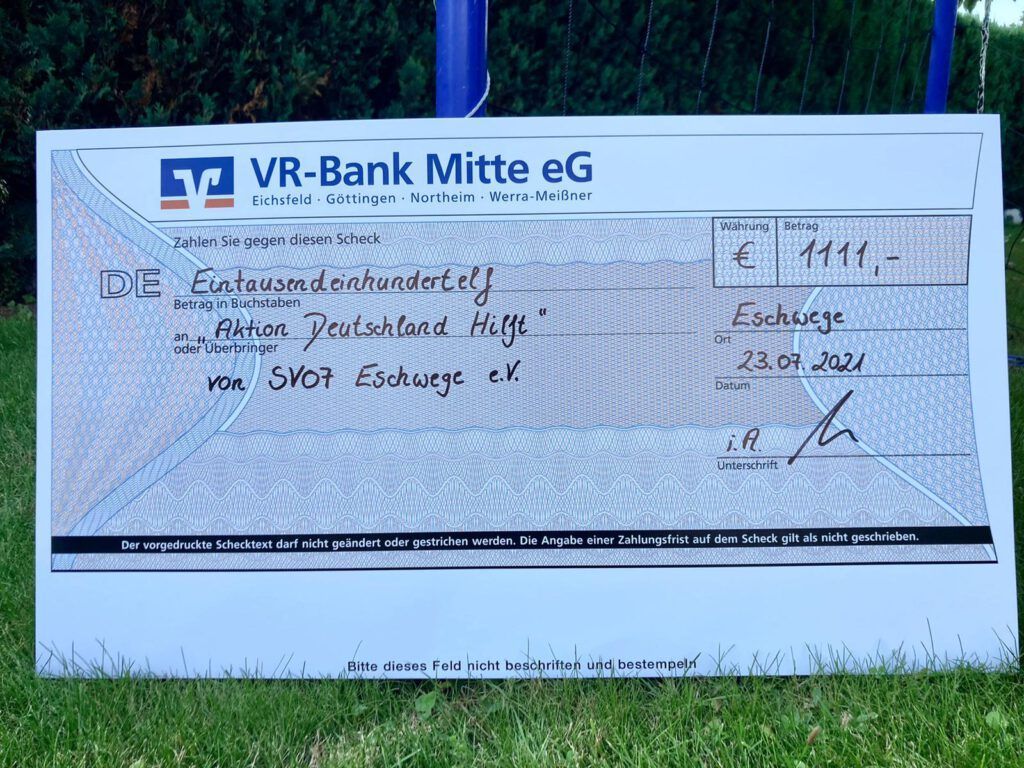 VR-Bank Mitte eG
Eichsfeld · Göttingen · Northeim · Werra-Meißner
Zahlen Sie gegen diesen Scheck
Währung Betrag
€ 1111,-
DE Eintausendeinhundertelf
Betrag in Buchstaben
an „Aktion Deutschland Hilft"
oder Überbringer
von SV07 Eschwege e.V.
Eschwege
Ort
23.07.2021
Datum
i.A.
Unterschrift
Der vorgedruckte Schecktext darf nicht geändert oder gestrichen werden. Die Angabe einer Zahlungsfrist auf dem Scheck gilt als nicht geschrieben.
Bitte dieses Feld nicht beschriften und bestempeln